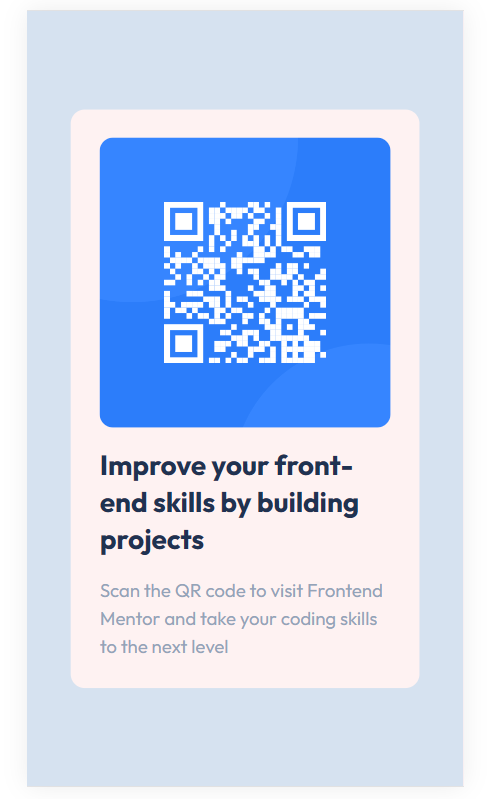 Improve your front-
end skills by building
projects
Scan the QR code to visit Frontend
Mentor and take your coding skills
to the next level